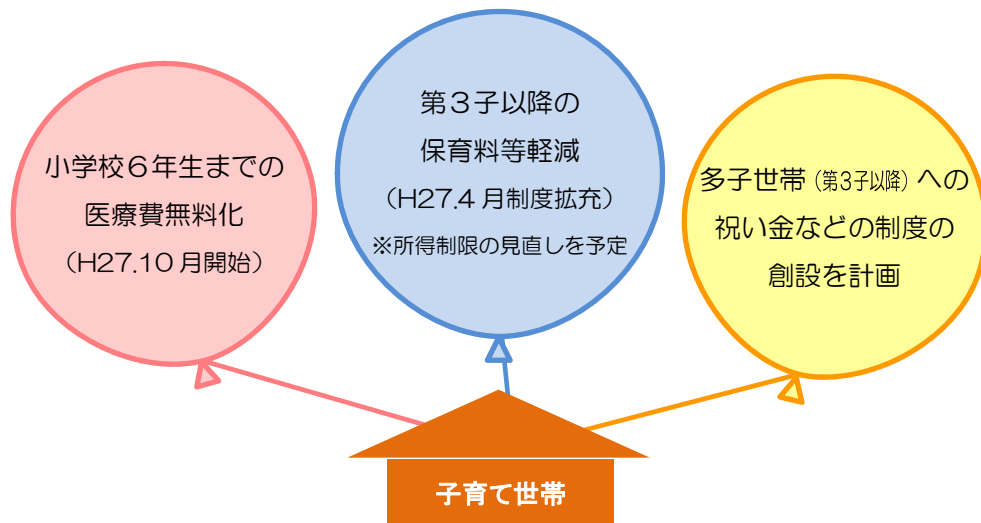 小学校６年生までの
医療費無料化
（H27.10 月開始）
第３子以降の
保育料等軽減
（H27.4 月制度拡充）
※所得制限の見直しを予定
多子世帯（第３子以降）への
祝い金などの制度の
創設を計画
子育て世帯